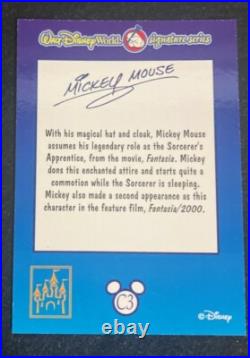 Walt Disney World signature series
MICKEY MOUSE
With his magical hat and cloak, Mickey Mouse
assumes his legendary role as the Sorcerer's
Apprentice, from the movie, Fantasia. Mickey
dons this enchanted attire and starts quite a
commotion while the Sorcerer is sleeping.
Mickey also made a second appearance as this
character in the feature film, Fantasia/2000.
C3
©Disney